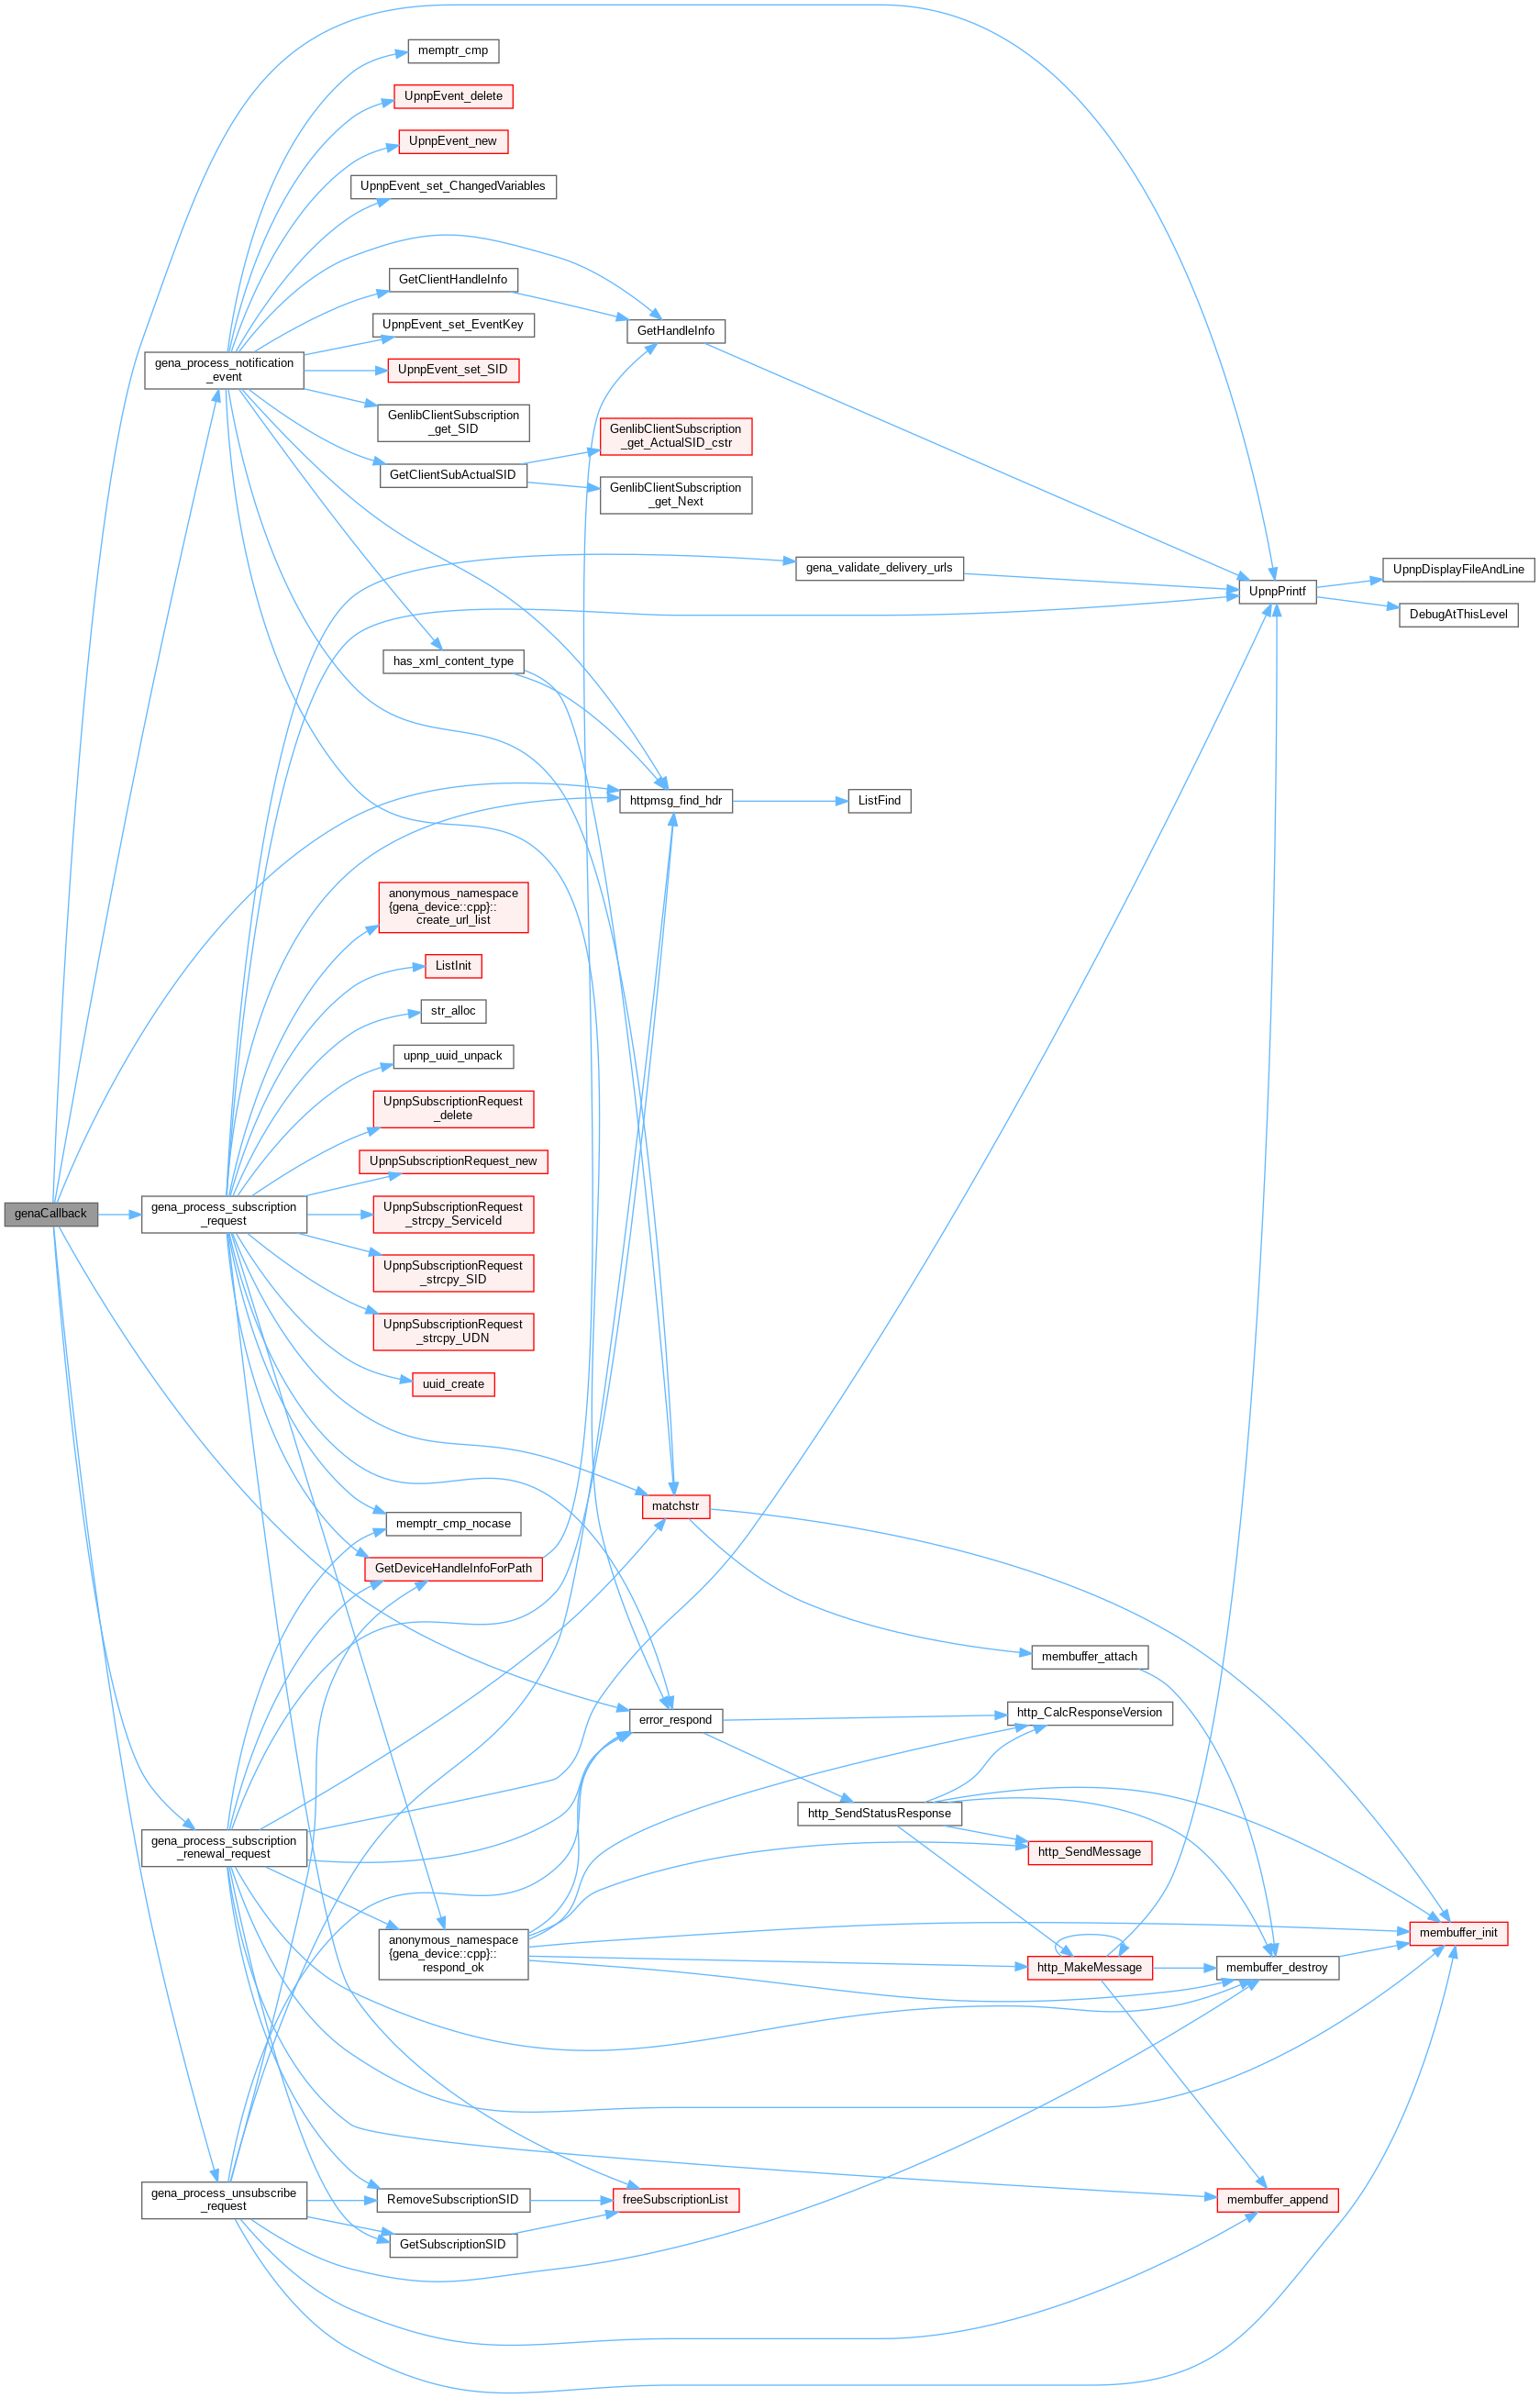 memptr_cmp
UpnpEvent_delete
UpnpEvent_new
UpnpEvent_set_ChangedVariables
GetClientHandleInfo
UpnpEvent_set_EventKey
GetHandleInfo
gena_process_notification
_event
UpnpEvent_set_SID
GenlibClientSubscription
_get_SID
GenlibClientSubscription
_get_ActualSID_cstr
GetClientSubActualSID
GenlibClientSubscription
_get_Next
gena_validate_delivery_urls
UpnpDisplayFileAndLine
UpnpPrintf
DebugAtThisLevel
has_xml_content_type
httpmsg_find_hdr
ListFind
anonymous_namespace
{gena_device::cpp}::
create_url_list
ListInit
str_alloc
upnp_uuid_unpack
UpnpSubscriptionRequest
_delete
UpnpSubscriptionRequest_new
genaCallback
gena_process_subscription
_request
UpnpSubscriptionRequest
_strcpy_ServiceId
UpnpSubscriptionRequest
_strcpy_SID
UpnpSubscriptionRequest
_strcpy_UDN
uuid_create
matchstr
memptr_cmp_nocase
GetDeviceHandleInfoForPath
membuffer_attach
error_respond
http_CalcResponseVersion
http_SendStatusResponse
gena_process_subscription
_renewal_request
http_SendMessage
anonymous_namespace
{gena_device::cpp}::
respond_ok
membuffer_init
http_MakeMessage
membuffer_destroy
gena_process_unsubscribe
_request
RemoveSubscriptionSID
freeSubscriptionList
membuffer_append
GetSubscriptionSID